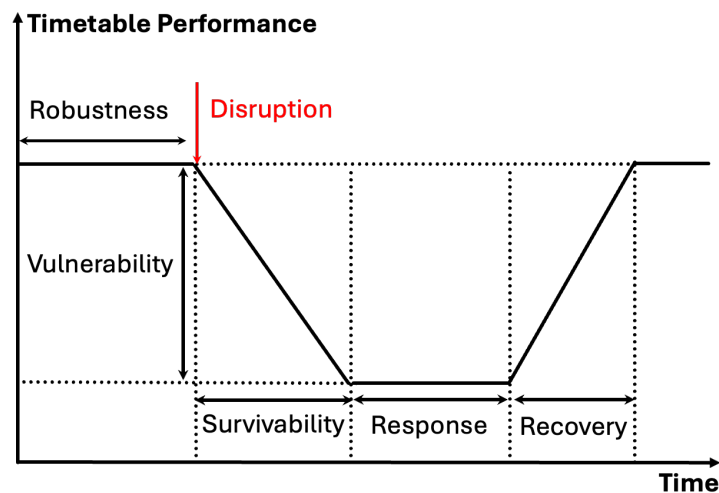 Timetable Performance
Robustness
Disruption
Vulnerability
Survivability
Response
Recovery
Time